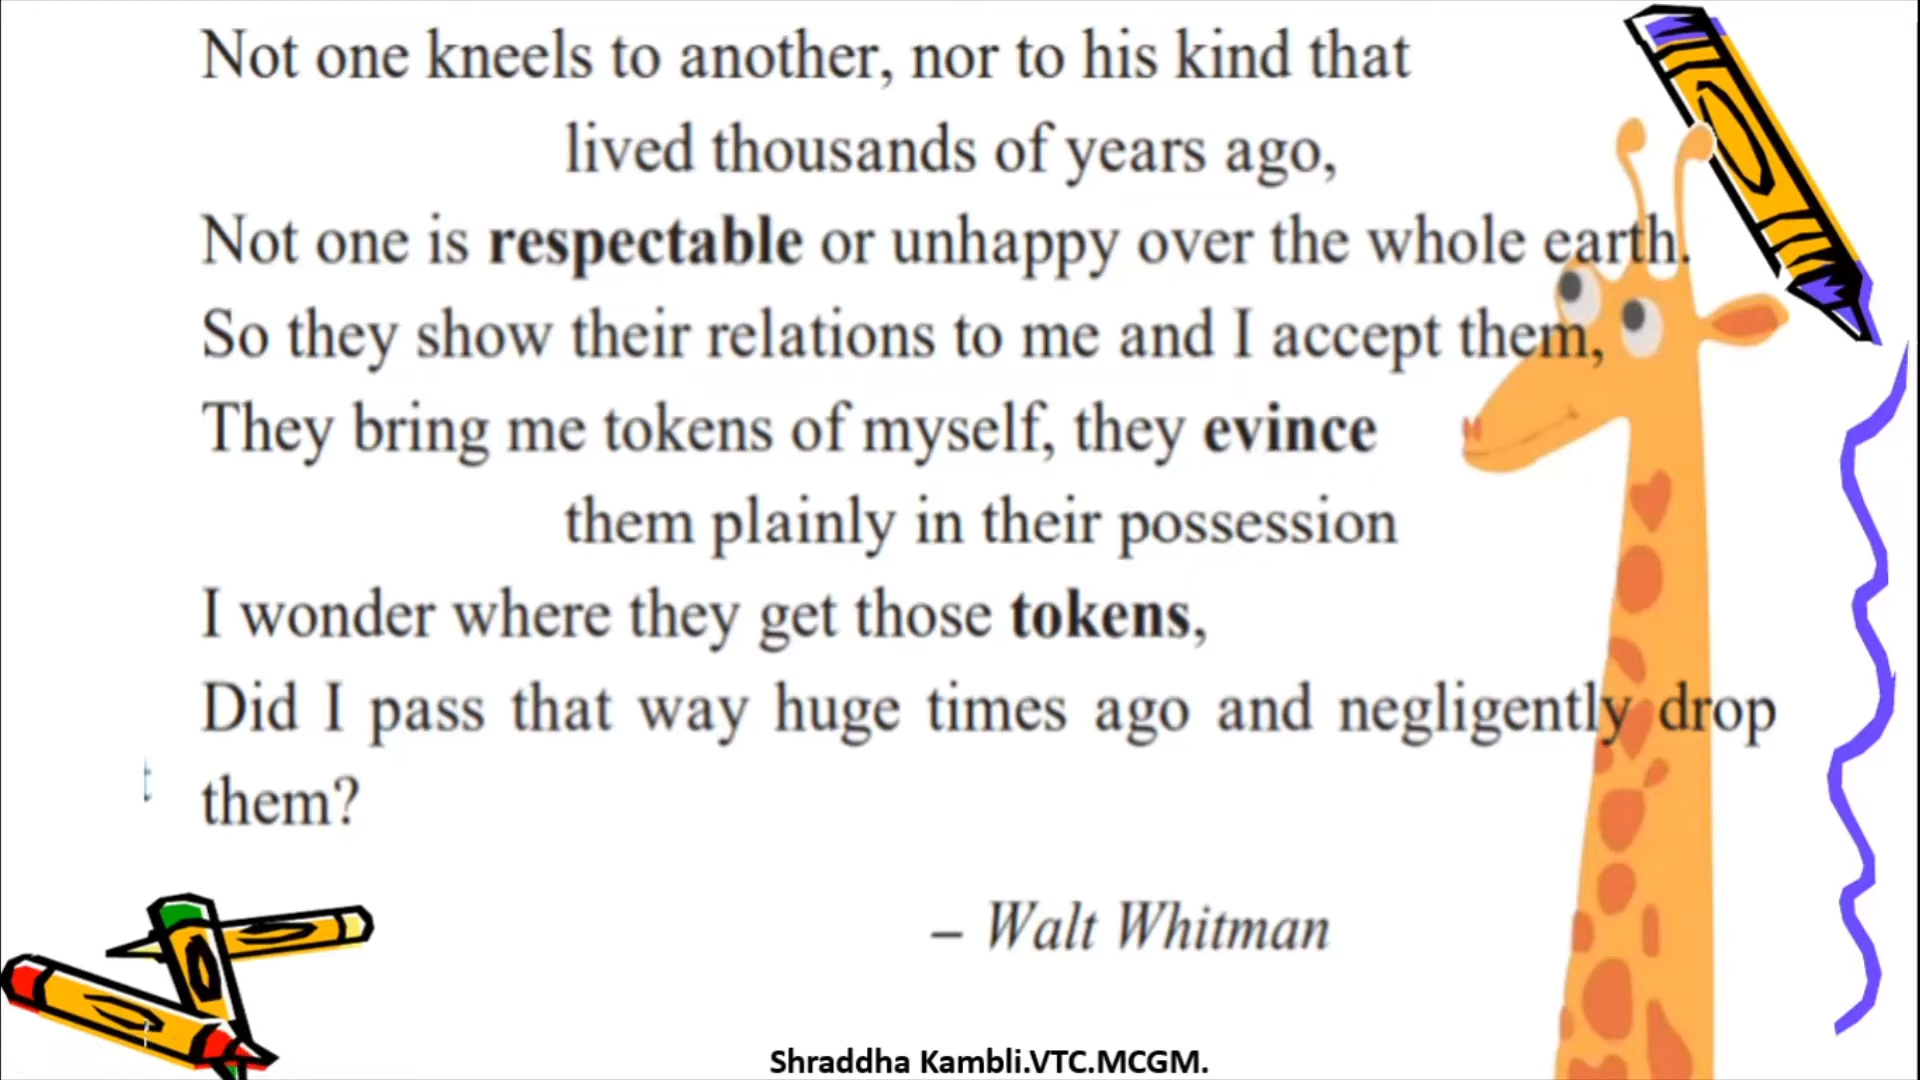 Not one kneels to another, nor to his kind that
lived thousands of years ago,
Not one is respectable or unhappy over the whole earth.
So they show their relations to me and I accept them,
They bring me tokens of myself, they evince
them plainly in their possession
I wonder where they get those tokens,
Did I pass that way huge times ago and negligently drop
t
them?
– Walt Whitman
Shraddha Kambli.VTC.MCGM.